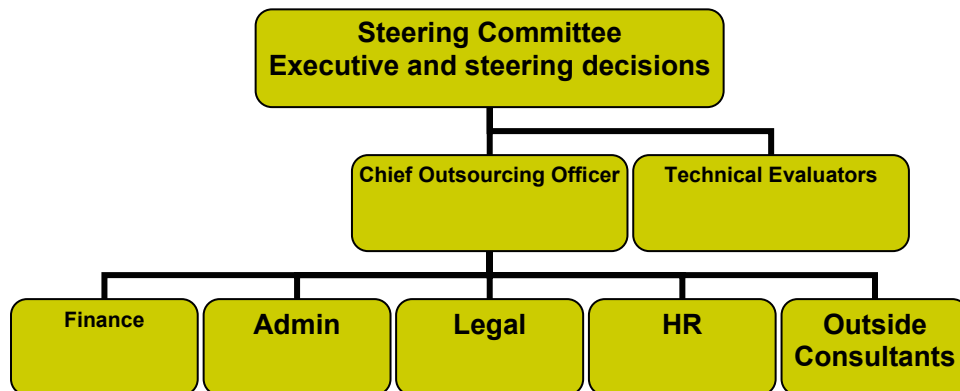 Steering Committee
Executive and steering decisions
Chief Outsourcing Officer
Technical Evaluators
Finance
Admin
Legal
HR
Outside
Consultants